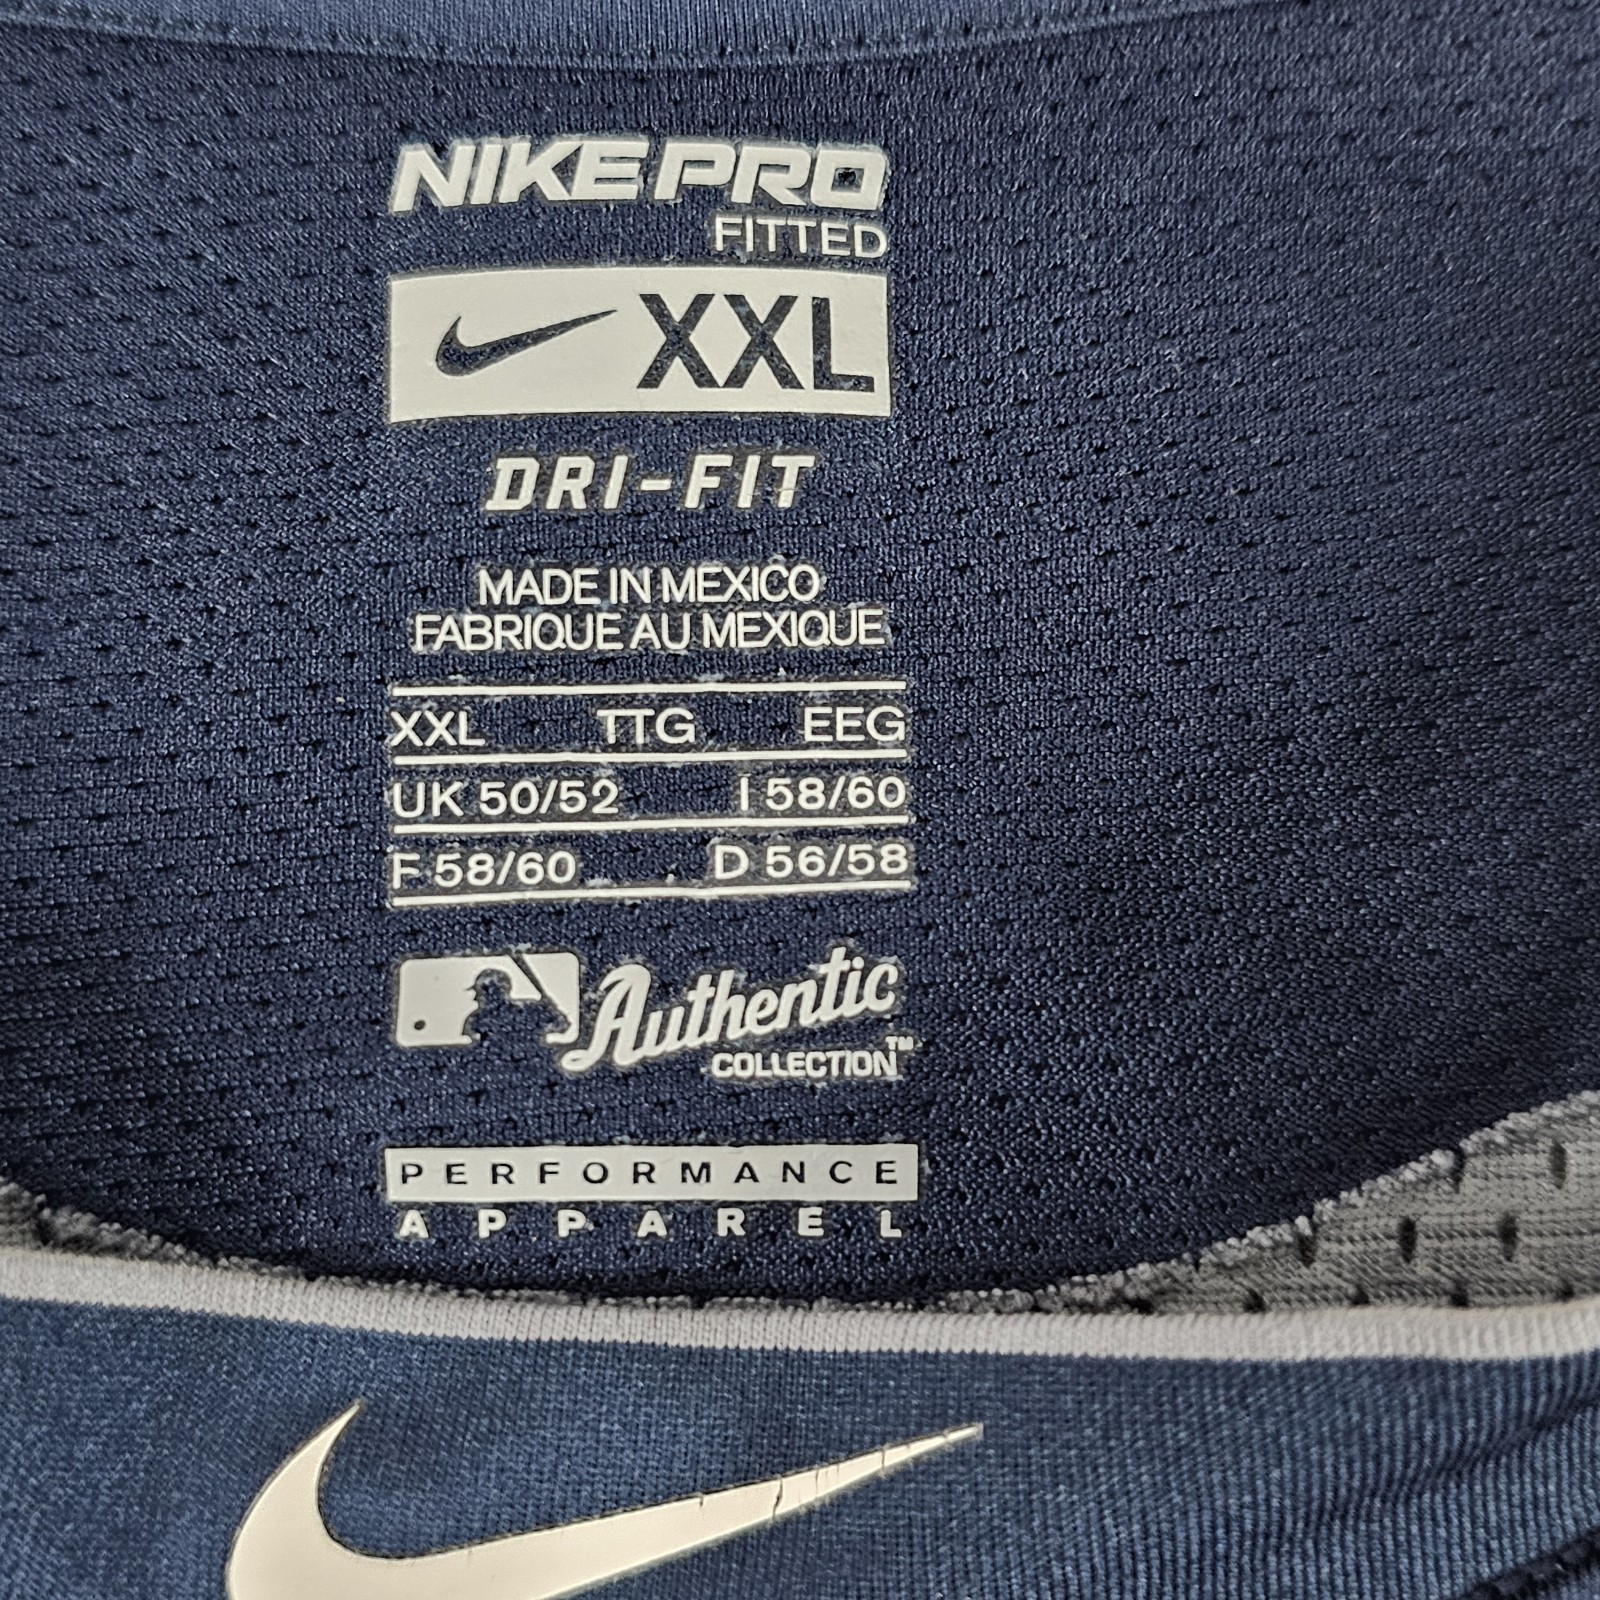 NIKE PRO
FITTED
XXL
DRI-FIT
MADE IN MEXICO
FABRIQUE AU MEXIQUE
XXL TTG EEG
UK 50/52 I 58/60
F 58/60 D 56/58
Authentic
COLLECTION™
PERFORMANCE
APPAREL